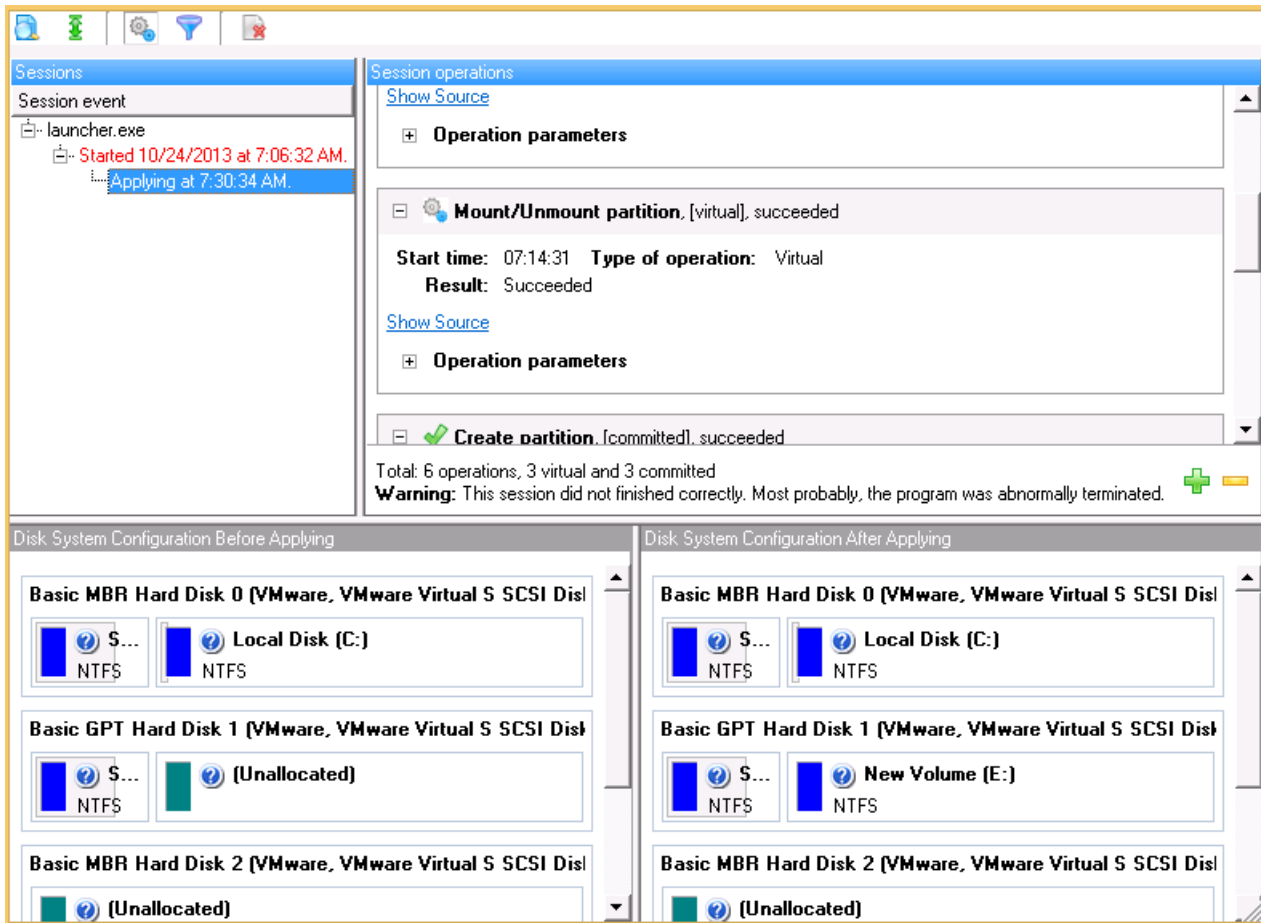 Sessions
Session event
launcher.exe
Started 10/24/2013 at 7:06:32 AM.
Applying at 7:30:34 AM.
Session operations
Show Source
Operation parameters
Mount/Unmount partition, [virtual], succeeded
Start time: 07:14:31 Type of operation: Virtual
Result: Succeeded
Show Source
Operation parameters
Create partition, [committed], succeeded
Total: 6 operations, 3 virtual and 3 committed
Warning: This session did not finished correctly. Most probably, the program was abnormally terminated.
Disk System Configuration Before Applying
Basic MBR Hard Disk 0 (VMware, VMware Virtual S SCSI Disl
S...
NTFS
Local Disk (C:)
NTFS
Basic GPT Hard Disk 1 (VMware, VMware Virtual S SCSI Disl
S...
NTFS
(Unallocated)
Basic MBR Hard Disk 2 (VMware, VMware Virtual S SCSI Disl
(Unallocated)
Disk System Configuration After Applying
Basic MBR Hard Disk 0 (VMware, VMware Virtual S SCSI Disl
S...
NTFS
Local Disk (C:)
NTFS
Basic GPT Hard Disk 1 (VMware, VMware Virtual S SCSI Disl
S...
NTFS
New Volume (E:)
NTFS
Basic MBR Hard Disk 2 (VMware, VMware Virtual S SCSI Disl
(Unallocated)